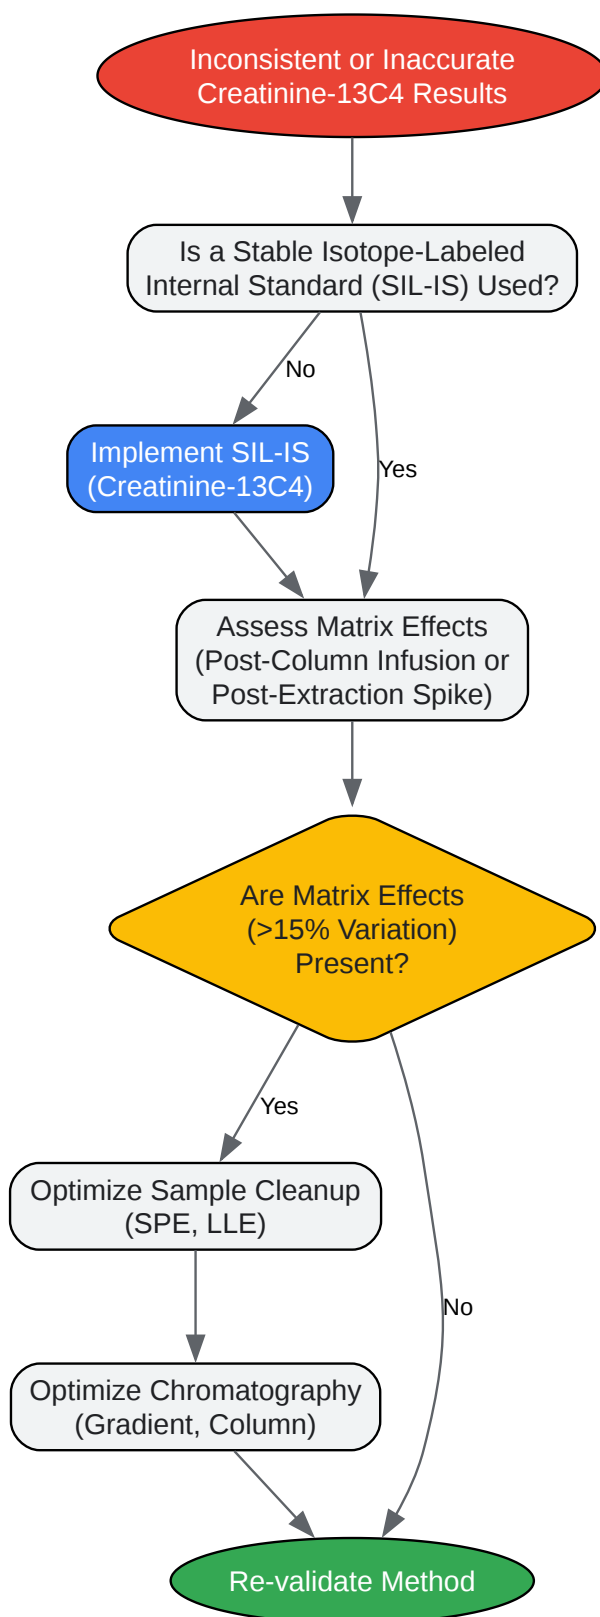 Inconsistent or Inaccurate
Creatinine-13C4 Results
Is a Stable Isotope-Labeled
Internal Standard (SIL-IS) Used?
No
Implement SIL-IS
(Creatinine-13C4)
Yes
Assess Matrix Effects
(Post-Column Infusion or
Post-Extraction Spike)
Are Matrix Effects
(>15% Variation)
Present?
Yes
Optimize Sample Cleanup
(SPE, LLE)
No
Optimize Chromatography
(Gradient, Column)
Re-validate Method